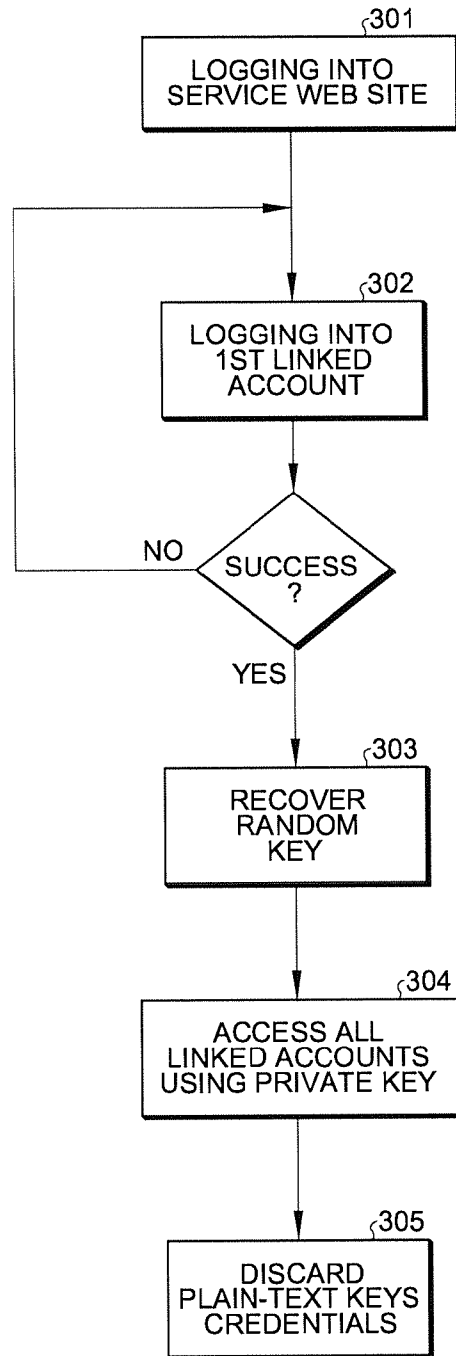 301
LOGGING INTO
SERVICE WEB SITE
302
LOGGING INTO
1ST LINKED
ACCOUNT
SUCCESS
?
NO
YES
303
RECOVER
RANDOM
KEY
304
ACCESS ALL
LINKED ACCOUNTS
USING PRIVATE KEY
305
DISCARD
PLAIN-TEXT KEYS
CREDENTIALS